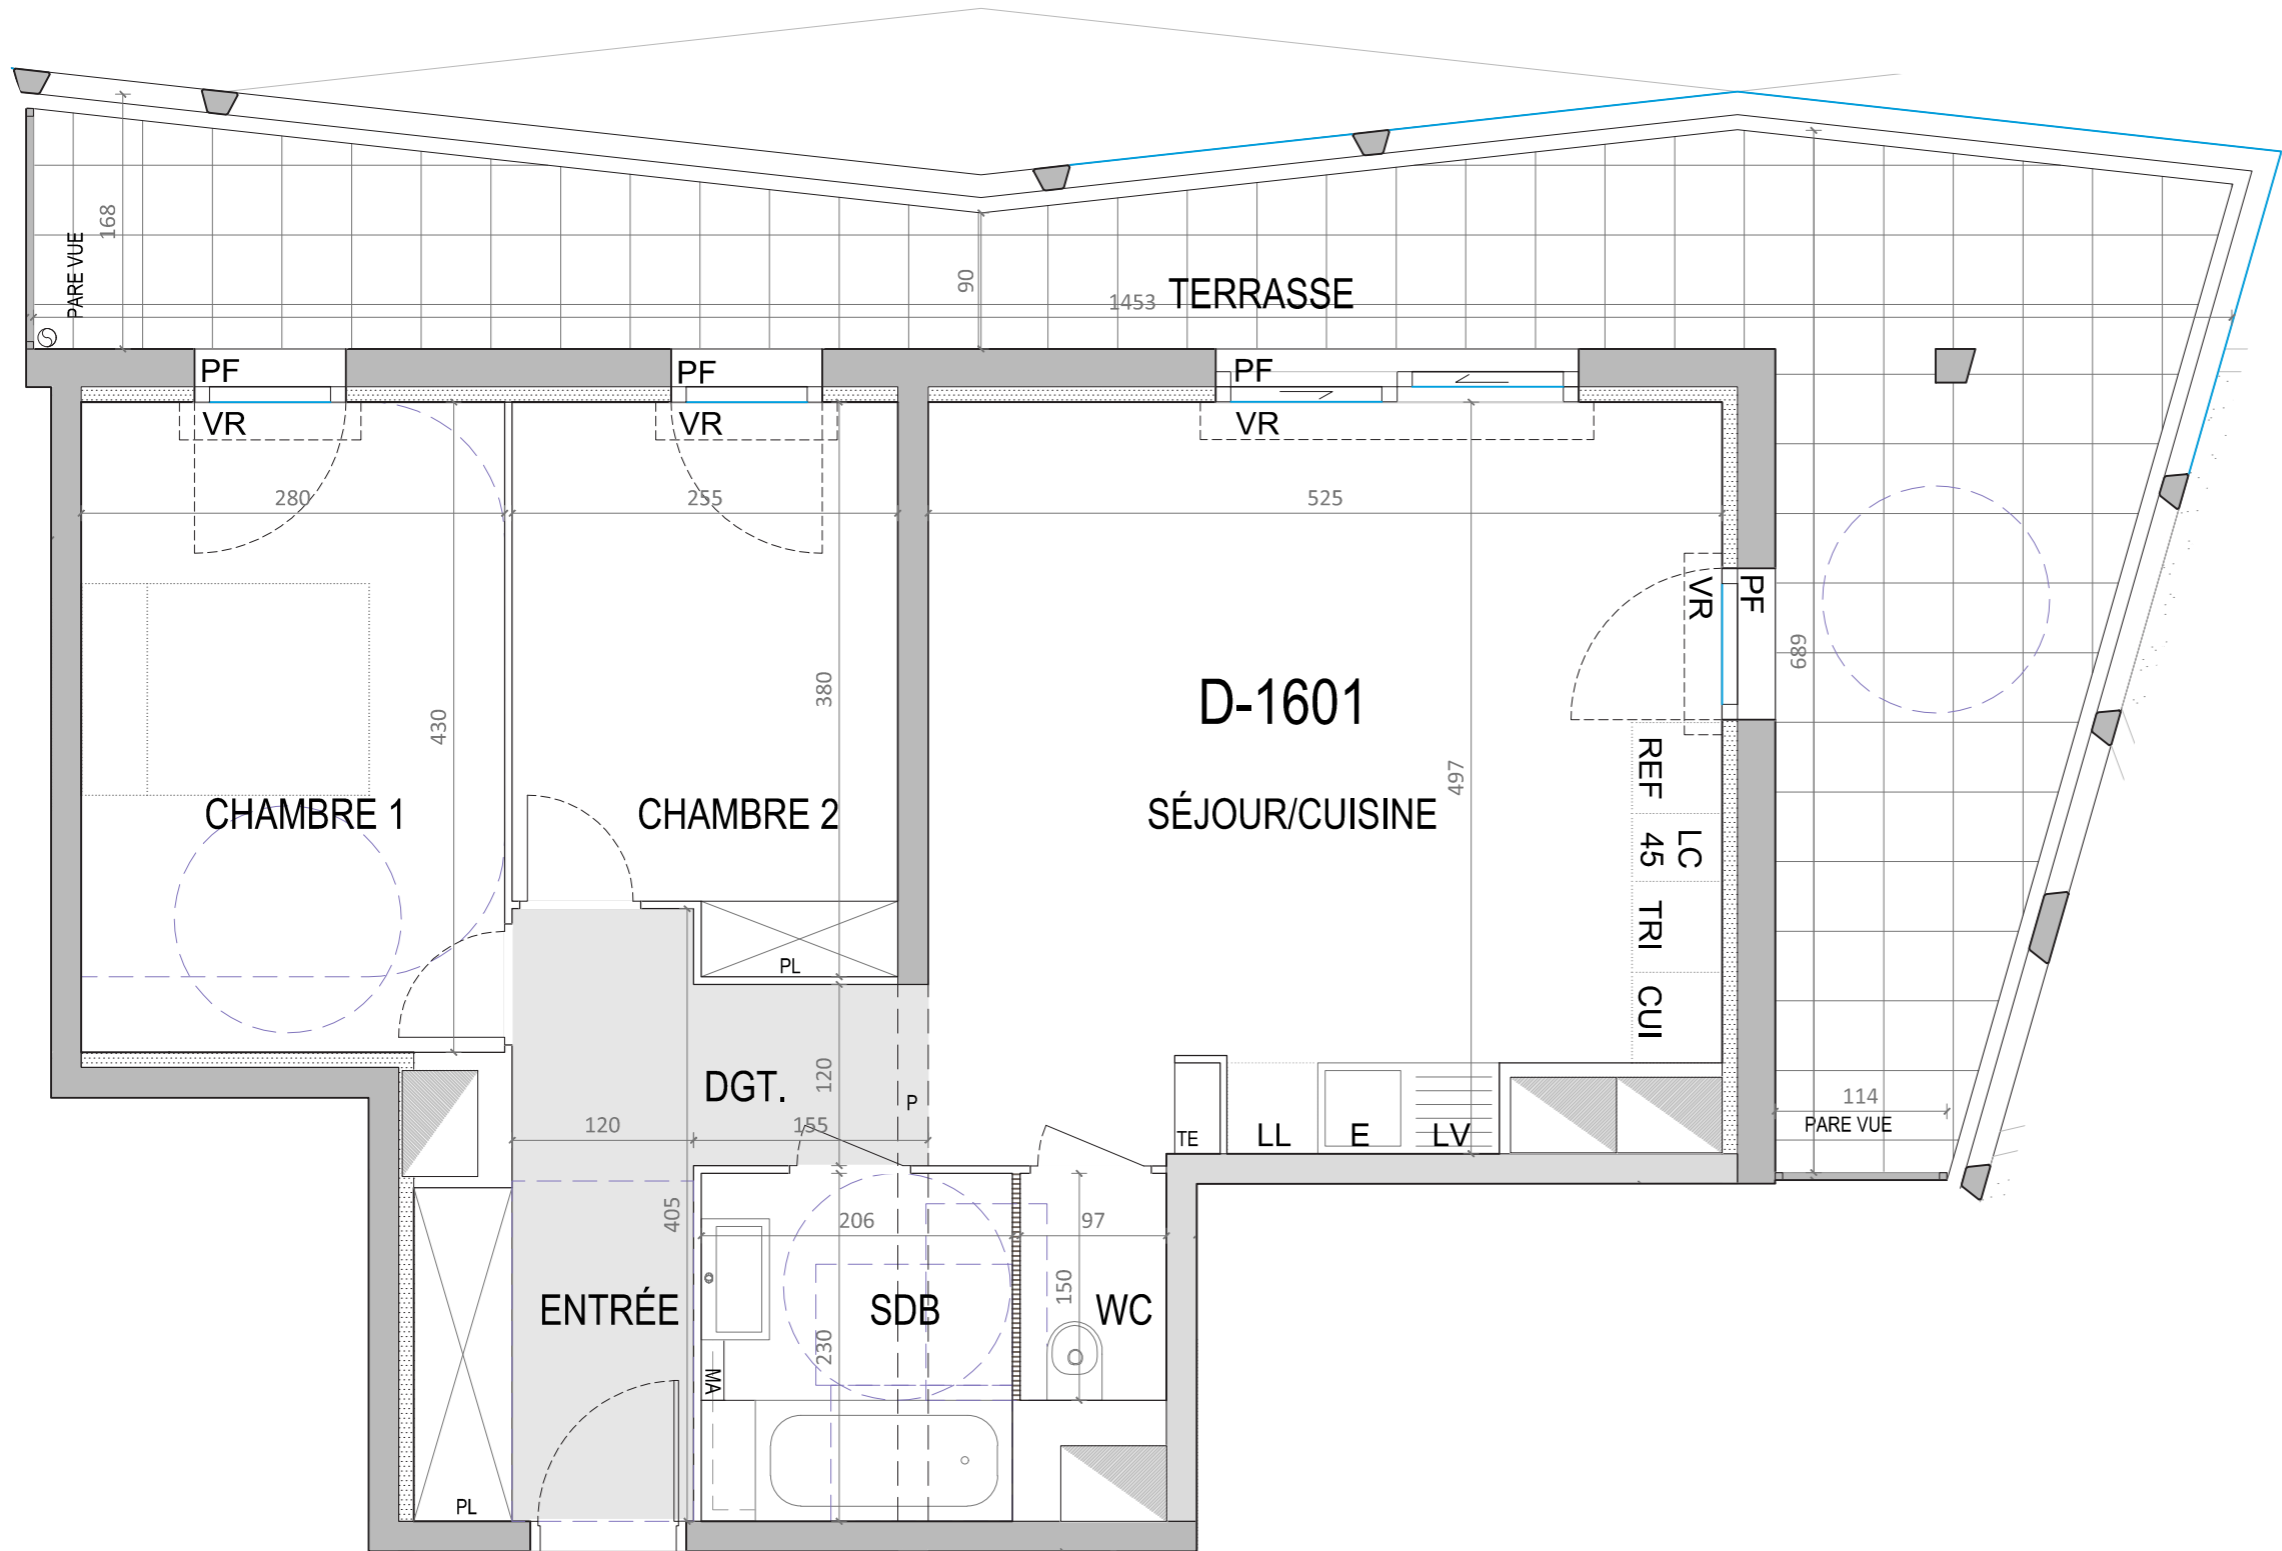 168
PARE VUE
90
TERRASSE
1453
PF
PF
PF
VR
VR
VR
280
255
525
VR
PF
689
430
380
D-1601
497
REF
CHAMBRE 1
CHAMBRE 2
SÉJOUR/CUISINE
LC
45
TRI
PL
CUI
DGT.
120
P
120
155
TE
LL
E
LV
114
PARE VUE
405
206
97
ENTRÉE
SDB
150
WC
230
MA
PL